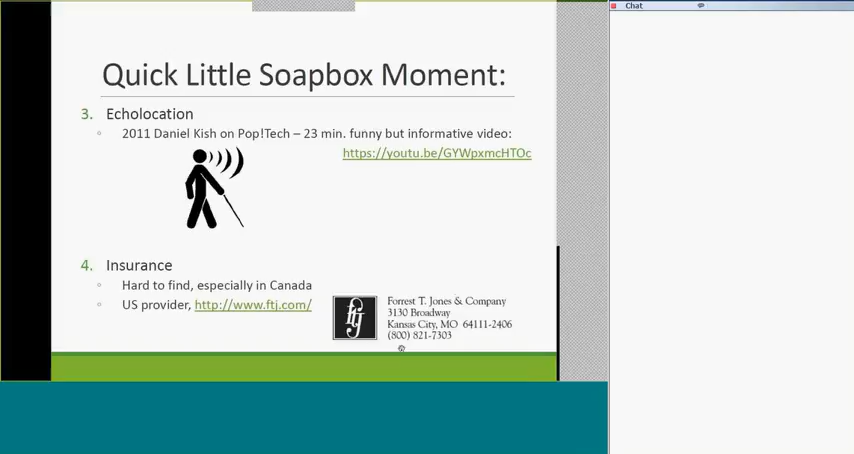 Chat
Quick Little Soapbox Moment:
3. Echolocation
◦ 2011 Daniel Kish on Pop!Tech – 23 min. funny but informative video:
https://youtu.be/GYWpxmcHTOc
4. Insurance
◦ Hard to find, especially in Canada
◦ US provider, http://www.ftj.com/
ftj
Forrest T. Jones & Company
3130 Broadway
Kansas City, MO 64111-2406
(800) 821-7303